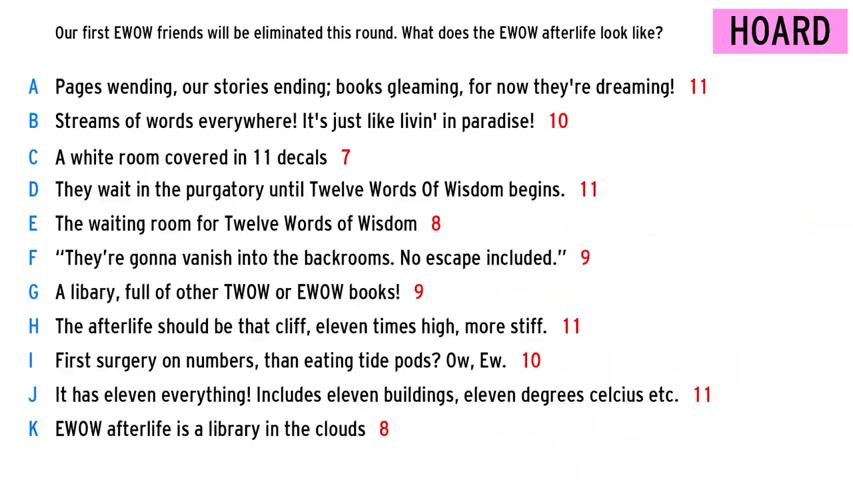 Our first EWOW friends will be eliminated this round. What does the EWOW afterlife look like?
HOARD
A Pages wending, our stories ending; books gleaming, for now they're dreaming! 11
B Streams of words everywhere! It's just like livin' in paradise! 10
C A white room covered in 11 decals 7
D They wait in the purgatory until Twelve Words Of Wisdom begins. 11
E The waiting room for Twelve Words of Wisdom 8
F “They’re gonna vanish into the backrooms. No escape included.” 9
G A libary, full of other TWOW or EWOW books! 9
H The afterlife should be that cliff, eleven times high, more stiff. 11
I First surgery on numbers, than eating tide pods? Ow, Ew. 10
J It has eleven everything! Includes eleven buildings, eleven degrees celcius etc. 11
K EWOW afterlife is a library in the clouds 8